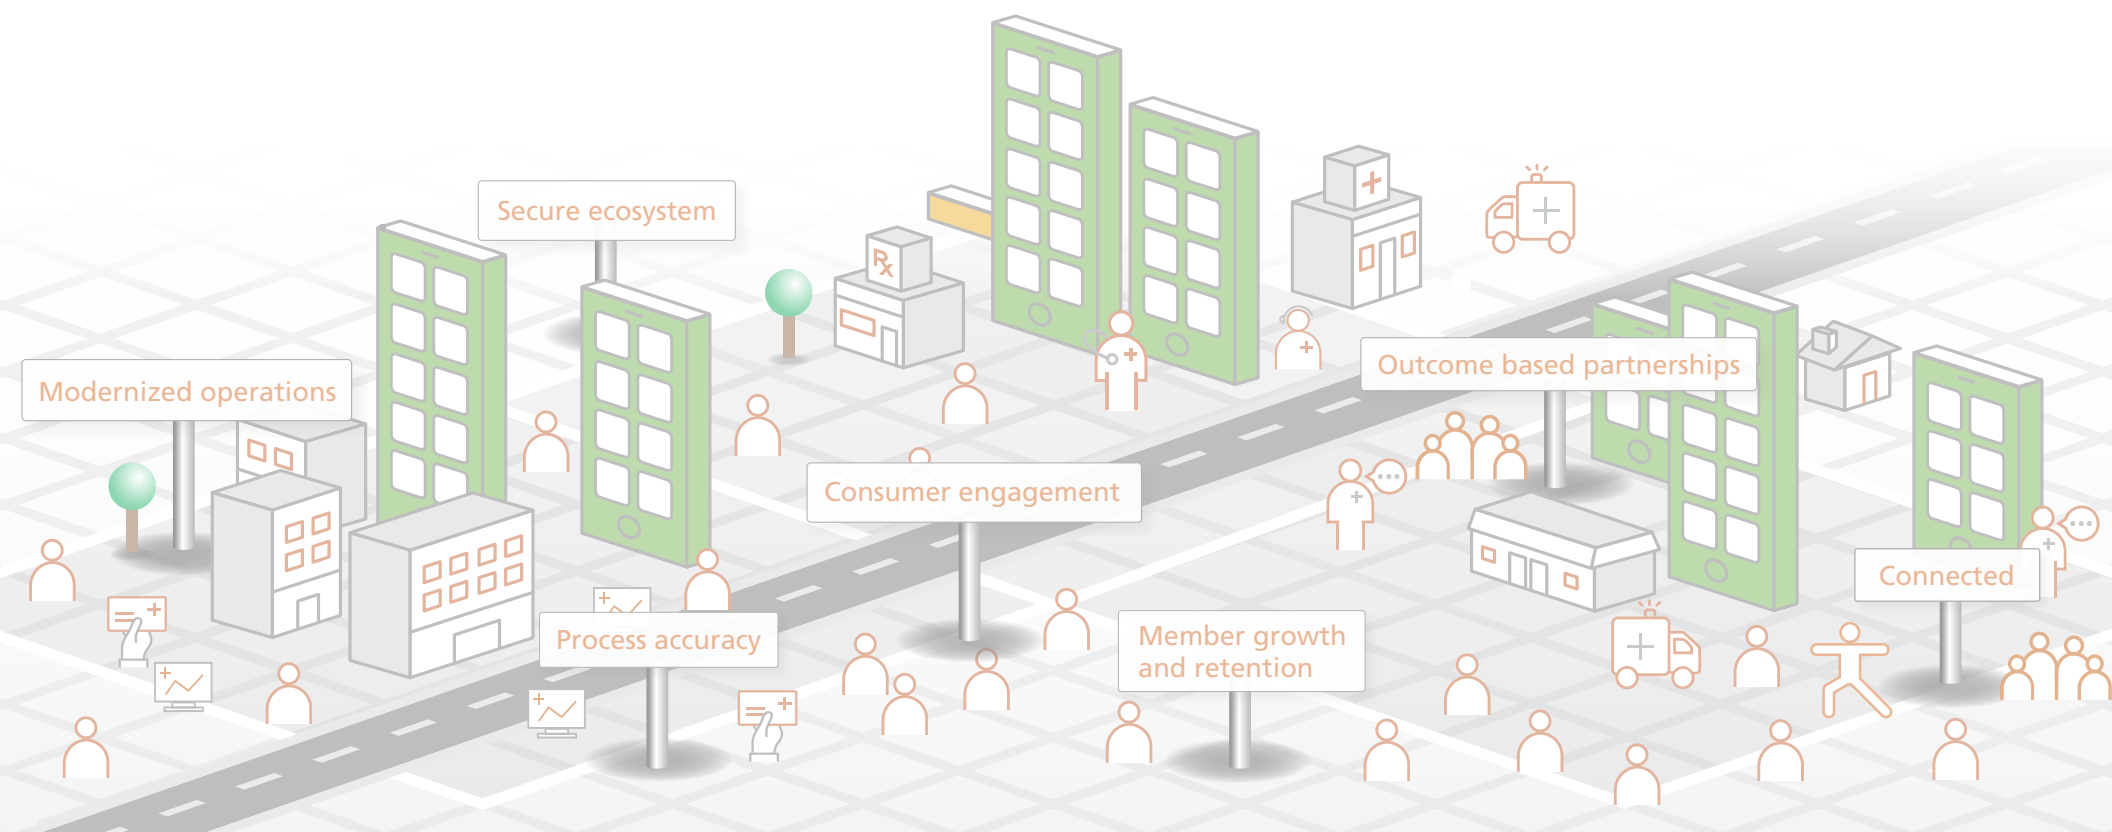 Secure ecosystem
Rx
Modernized operations
Outcome based partnerships
Consumer engagement
Connected
Process accuracy
Member growth
and retention